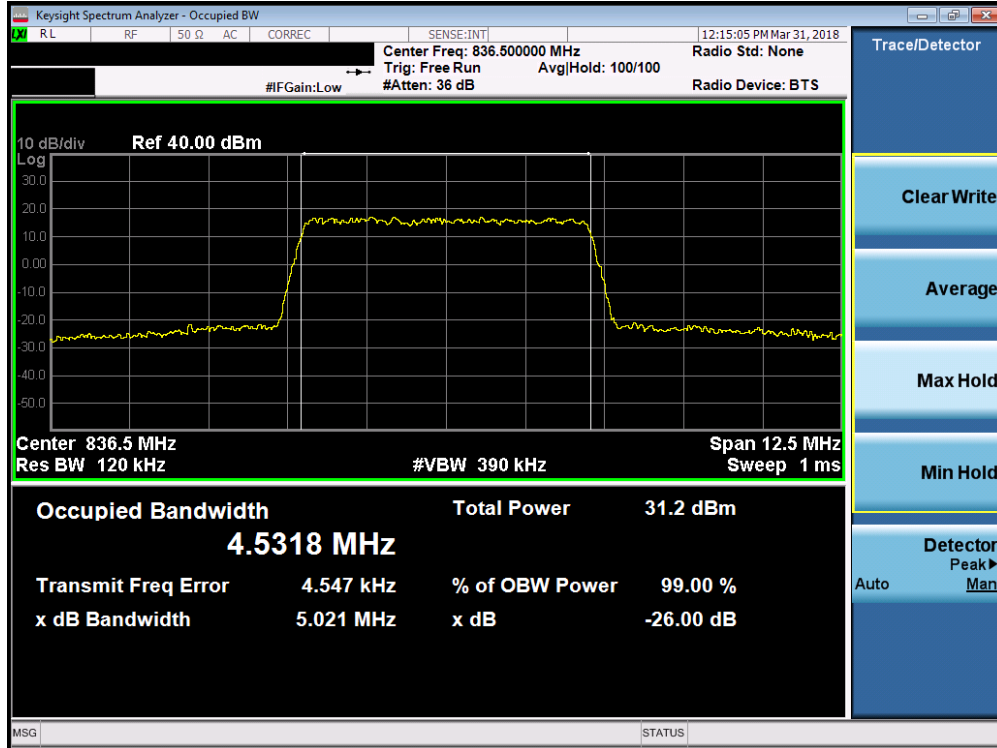 Keysight Spectrum Analyzer - Occupied BW
LXI RL RF 50 Ω AC CORREC SENSE:INT 12:15:05 PM Mar 31, 2018
Center Freq: 836.500000 MHz Radio Std: None
Trig: Free Run Avg|Hold: 100/100
#IFGain:Low #Atten: 36 dB Radio Device: BTS
Trace/Detector
10 dB/div Ref 40.00 dBm
Log
30.0
20.0
10.0
0.00
-10.0
-20.0
-30.0
-40.0
-50.0
Center 836.5 MHz Span 12.5 MHz
Res BW 120 kHz #VBW 390 kHz Sweep 1 ms
Occupied Bandwidth Total Power 31.2 dBm
4.5318 MHz
Transmit Freq Error 4.547 kHz % of OBW Power 99.00 %
x dB Bandwidth 5.021 MHz x dB -26.00 dB
Clear Write
Average
Max Hold
Min Hold
Detector
Peak▶
Auto Man
MSG STATUS